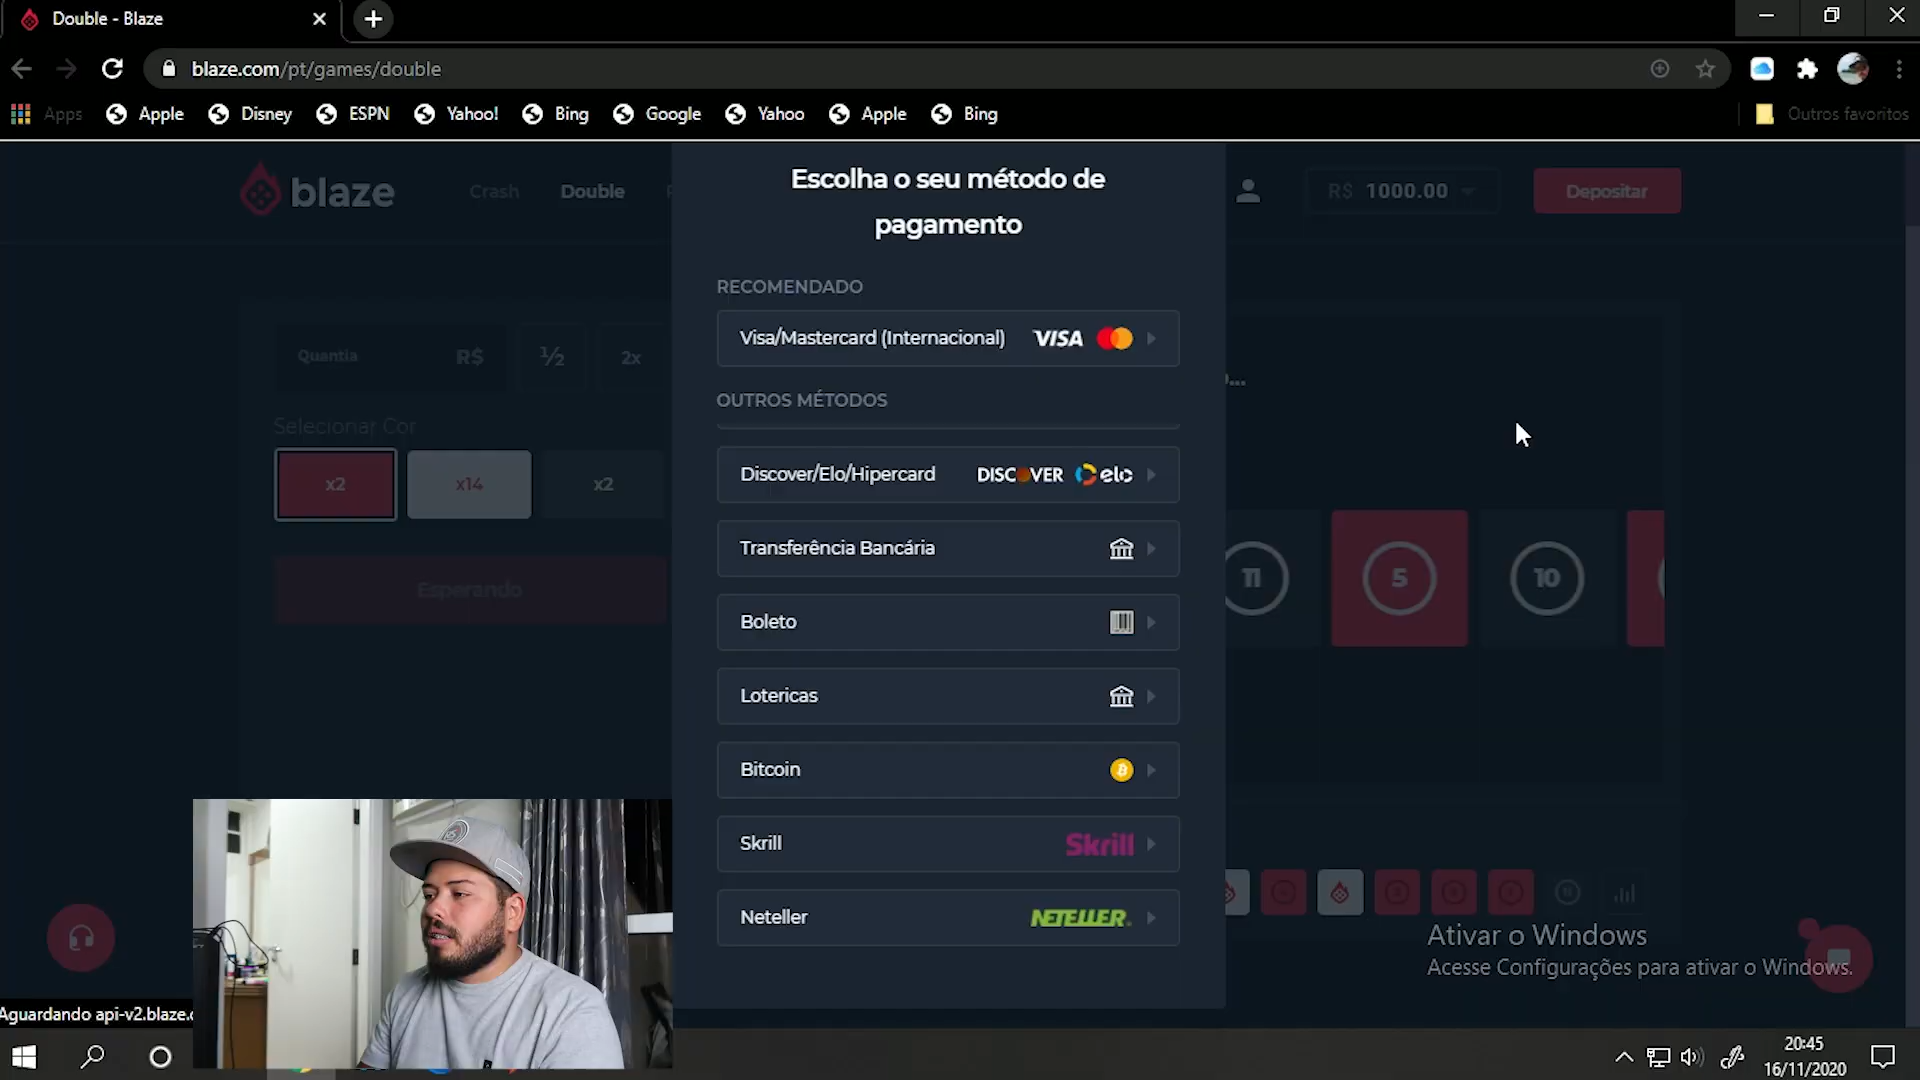 Double - Blaze
blaze.com/pt/games/double
Apps
Apple
Disney
ESPN
Yahoo!
Bing
Google
Yahoo
Apple
Bing
Outros favoritos
blaze
Crash
Double
R$ 1000.00
Depositar
Escolha o seu método de
pagamento
RECOMENDADO
Visa/Mastercard (Internacional)
VISA
OUTROS MÉTODOS
Discover/Elo/Hipercard
DISCOVER
elo
Transferência Bancária
Boleto
Lotericas
Bitcoin
Skrill
Skrill
Neteller
NETELLER
Quantia
R$
½
2x
Selecionar Cor
x2
x14
x2
Esperando
11
5
10
Ativar o Windows
Acesse Configurações para ativar o Windows.
Aguardando api-v2.blaze.c
20:45
16/11/2020